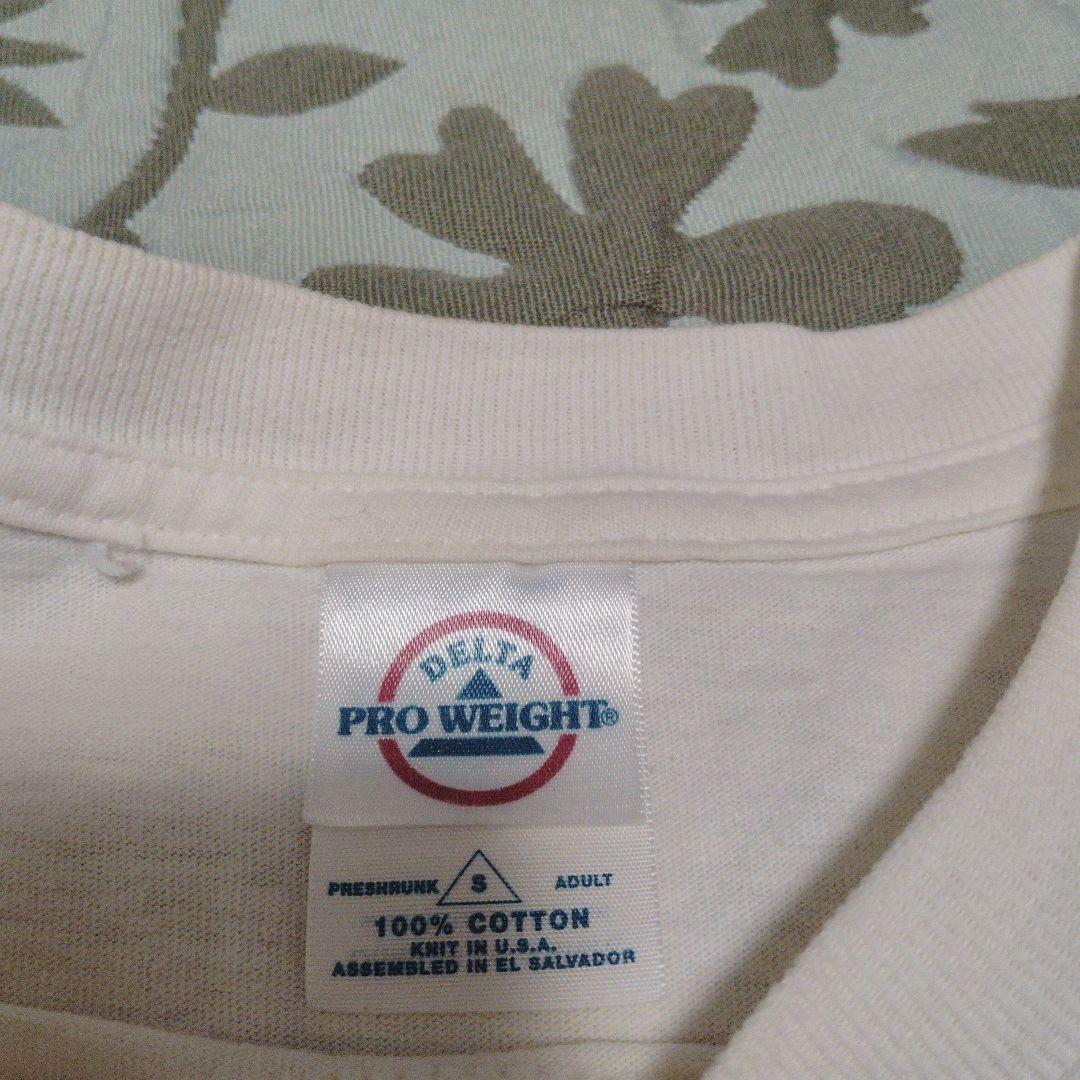 DELTA
PRO WEIGHT®
PRESHRUNK S ADULT
100% COTTON
KNIT IN U.S.A.
ASSEMBLED IN EL SALVADOR